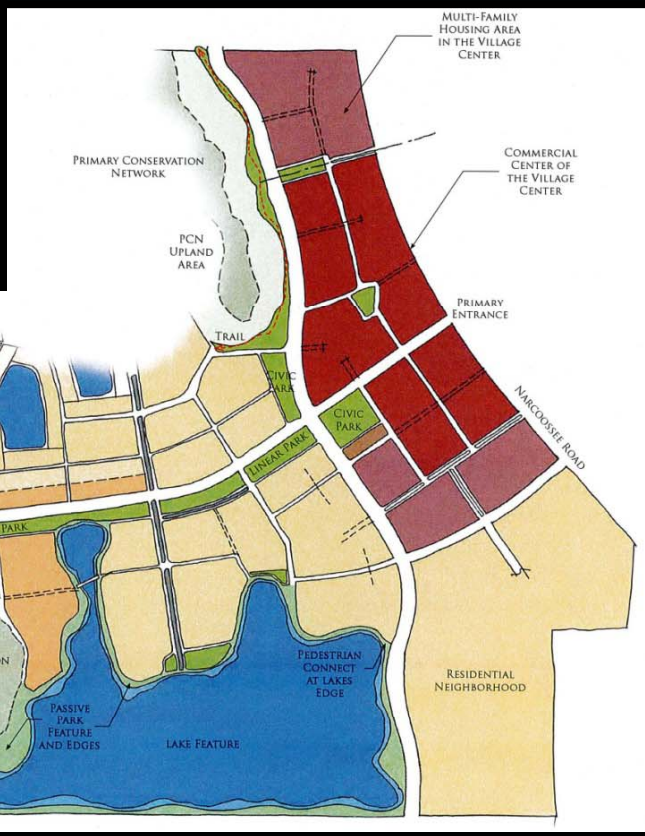 MULTI-FAMILY
HOUSING AREA
IN THE VILLAGE
CENTER
PRIMARY CONSERVATION
NETWORK
COMMERCIAL
CENTER OF
THE VILLAGE
CENTER
PCN
UPLAND
AREA
PRIMARY
ENTRANCE
TRAIL
CIVIC
PARK
CIVIC
PARK
NARCOOSSEE ROAD
LINEAR PARK
PARK
ON
PEDESTRIAN
CONNECT
AT LAKES
EDGE
RESIDENTIAL
NEIGHBORHOOD
PASSIVE
PARK
FEATURE
AND EDGES
LAKE FEATURE